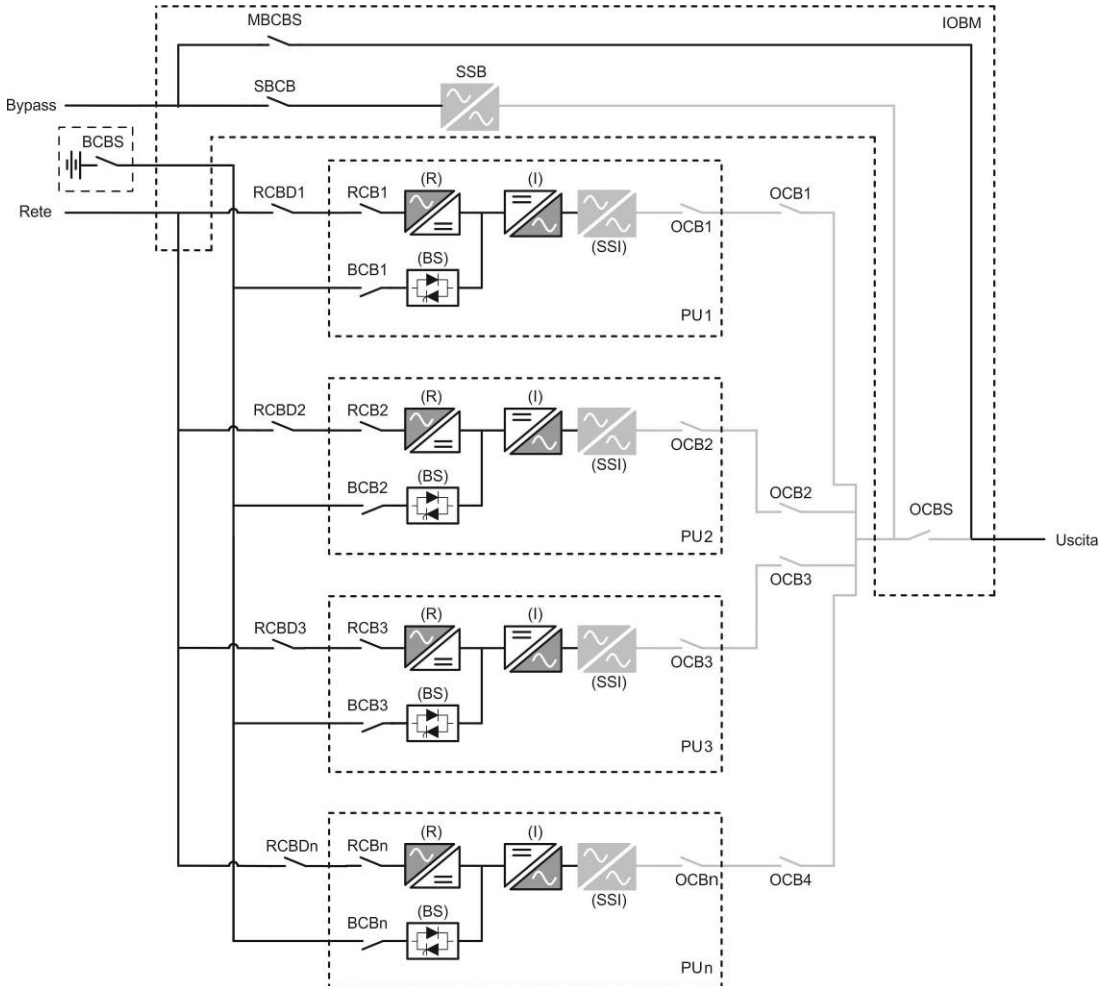 MBCBS
IOBM
SSB
SBCB
Bypass
BCBS
(R)
(I)
RCBD1
RCB1
OCB1
Rete
OCB1
(SSI)
(BS)
BCB1
PU1
(R)
(I)
RCBD2
RCB2
OCB2
(SSI)
(BS)
BCB2
OCB2
PU2
OCBS
Uscita
OCB3
(R)
(I)
RCBD3
RCB3
OCB3
(SSI)
(BS)
BCB3
PU3
(R)
(I)
RCBDn
RCBn
OCBn
OCB4
(SSI)
(BS)
BCBn
PUn